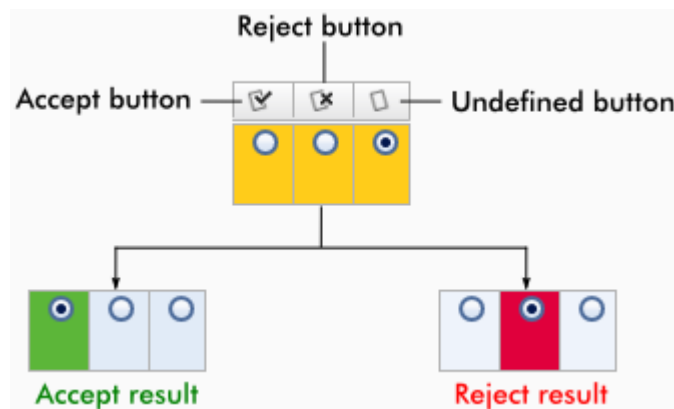 Reject button
Accept button
Undefined button
Accept result
Reject result